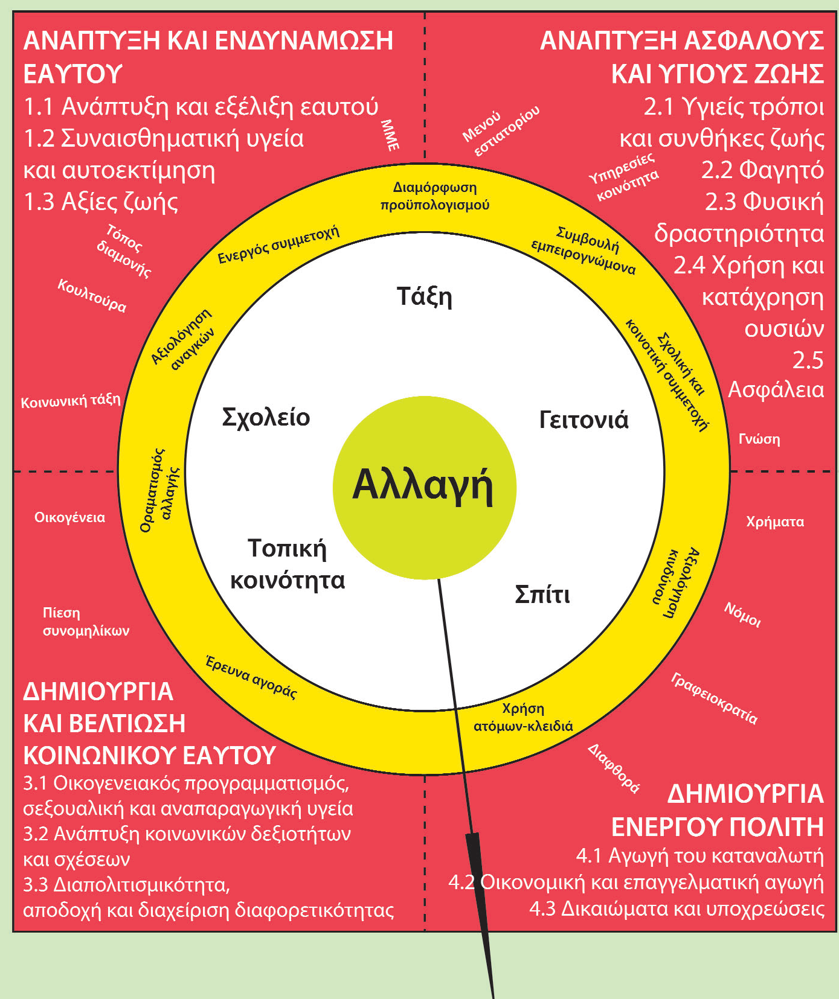 ΑΝΑΠΤΥΞΗ ΚΑΙ ΕΝΔΥΝΑΜΩΣΗ
ΕΑΥΤΟΥ
1.1 Ανάπτυξη και εξέλιξη εαυτού
1.2 Συναισθηματική υγεία
και αυτοεκτίμηση
1.3 Αξίες ζωής
ΑΝΑΠΤΥΞΗ ΑΣΦΑΛΟΥΣ
ΚΑΙ ΥΓΙΟΥΣ ΖΩΗΣ
2.1 Υγιείς τρόποι
και συνθήκες ζωής
2.2 Φαγητό
2.3 Φυσική
δραστηριότητα
2.4 Χρήση και
κατάχρηση
ουσιών
2.5
Ασφάλεια
ΜΜΕ
Μενού
εστιατορίου
Υπηρεσίες
κοινότητα
Τόπος
διαμονής
Κουλτούρα
Κοινωνική τάξη
Γνώση
Οικογένεια
Χρήματα
Πίεση
συνομηλίκων
Νόμοι
Γραφειοκρατία
Διαφθορά
Διαμόρφωση
προϋπολογισμού
Ενεργός συμμετοχή
Συμβουλή
εμπειρογνώμονα
Αξιολόγηση
αναγκών
Σχολική και
κοινοτική συμμετοχή
Οραματισμός
αλλαγής
Αξιολόγηση
κινδύνου
Έρευνα αγοράς
Χρήση
ατόμων-κλειδιά
Τάξη
Σχολείο
Γειτονιά
Αλλαγή
Τοπική
κοινότητα
Σπίτι
ΔΗΜΙΟΥΡΓΙΑ
ΚΑΙ ΒΕΛΤΙΩΣΗ
ΚΟΙΝΩΝΙΚΟΥ ΕΑΥΤΟΥ
3.1 Οικογενειακός προγραμματισμός,
σεξουαλική και αναπαραγωγική υγεία
3.2 Ανάπτυξη κοινωνικών δεξιοτήτων
και σχέσεων
3.3 Διαπολιτισμικότητα,
αποδοχή και διαχείριση διαφορετικότητας
ΔΗΜΙΟΥΡΓΙΑ
ΕΝΕΡΓΟΥ ΠΟΛΙΤΗ
4.1 Αγωγή του καταναλωτή
4.2 Οικονομική και επαγγελματική αγωγή
4.3 Δικαιώματα και υποχρεώσεις